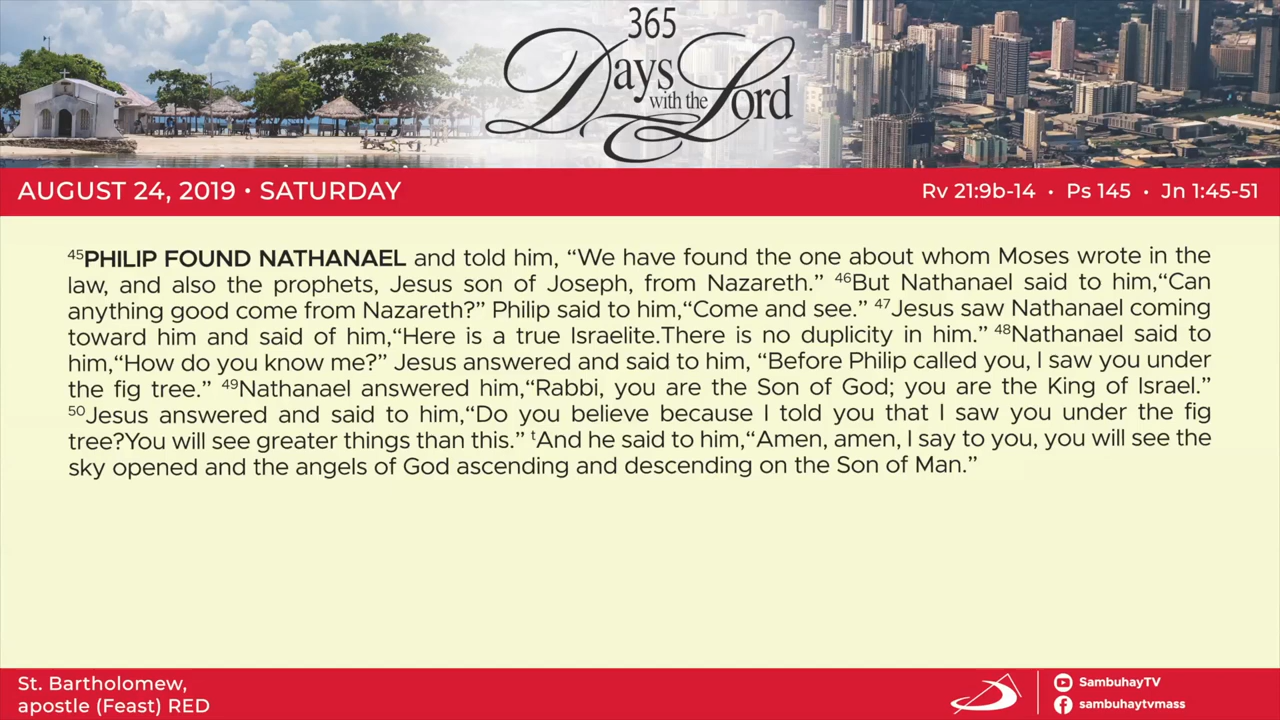 365
Days
with the
Lord
AUGUST 24, 2019 • SATURDAY
Rv 21:9b-14 • Ps 145 • Jn 1:45-51
⁴⁵PHILIP FOUND NATHANAEL and told him, “We have found the one about whom Moses wrote in the
law, and also the prophets, Jesus son of Joseph, from Nazareth.” ⁴⁶But Nathanael said to him,“Can
anything good come from Nazareth?” Philip said to him,“Come and see.” ⁴⁷Jesus saw Nathanael coming
toward him and said of him,“Here is a true Israelite.There is no duplicity in him.” ⁴⁸Nathanael said to
him,“How do you know me?” Jesus answered and said to him, “Before Philip called you, I saw you under
the fig tree.” ⁴⁹Nathanael answered him,“Rabbi, you are the Son of God; you are the King of Israel.”
⁵⁰Jesus answered and said to him,“Do you believe because I told you that I saw you under the fig
tree?You will see greater things than this.” ᵗAnd he said to him,“Amen, amen, I say to you, you will see the
sky opened and the angels of God ascending and descending on the Son of Man.”
St. Bartholomew,
apostle (Feast) RED
SambuhayTV
sambuhaytvmass